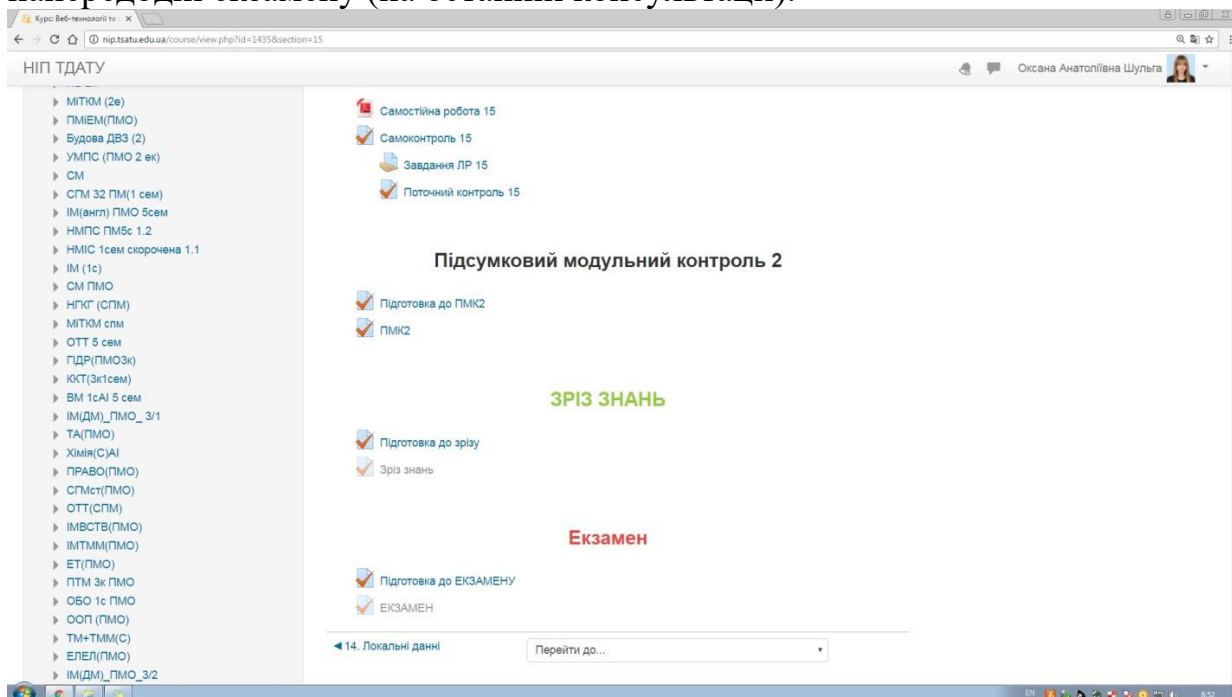 Курс: Веб-технології та
nip.tsatu.edu.ua/course/view.php?id=1435&section=15
НІП ТДАТУ
Оксана Анатоліївна Шульга
МіТКМ (2е)
ПМіЕМ(ПМО)
Будова ДВЗ (2)
УМПС (ПМО 2 ек)
СМ
СГМ 32 ПМ(1 сем)
ІМ(англ) ПМО 5сем
НМПС ПМ5с 1.2
НМІС 1сем скорочена 1.1
ІМ (1с)
СМ ПМО
НГКГ (СПМ)
МіТКМ спм
ОТТ 5 сем
ГІДР(ПМО3к)
ККТ(3к1сем)
ВМ 1сАІ 5 сем
ІМ(ДМ)_ПМО_ 3/1
ТА(ПМО)
Хімія(С)АІ
ПРАВО(ПМО)
СГМст(ПМО)
ОТТ(СПМ)
ІМВСТВ(ПМО)
ІМТММ(ПМО)
ЕТ(ПМО)
ПТМ 3к ПМО
ОБО 1с ПМО
ООП (ПМО)
ТМ+ТММ(С)
ЕЛЕЛ(ПМО)
ІМ(ДМ)_ПМО_3/2
Самостійна робота 15
Самоконтроль 15
Завдання ЛР 15
Поточний контроль 15
Підсумковий модульний контроль 2
Підготовка до ПМК2
ПМК2
ЗРІЗ ЗНАНЬ
Підготовка до зрізу
Зріз знань
Екзамен
Підготовка до ЕКЗАМЕНУ
ЕКЗАМЕН
◄14. Локальні данні
Перейти до...
EN
8:50